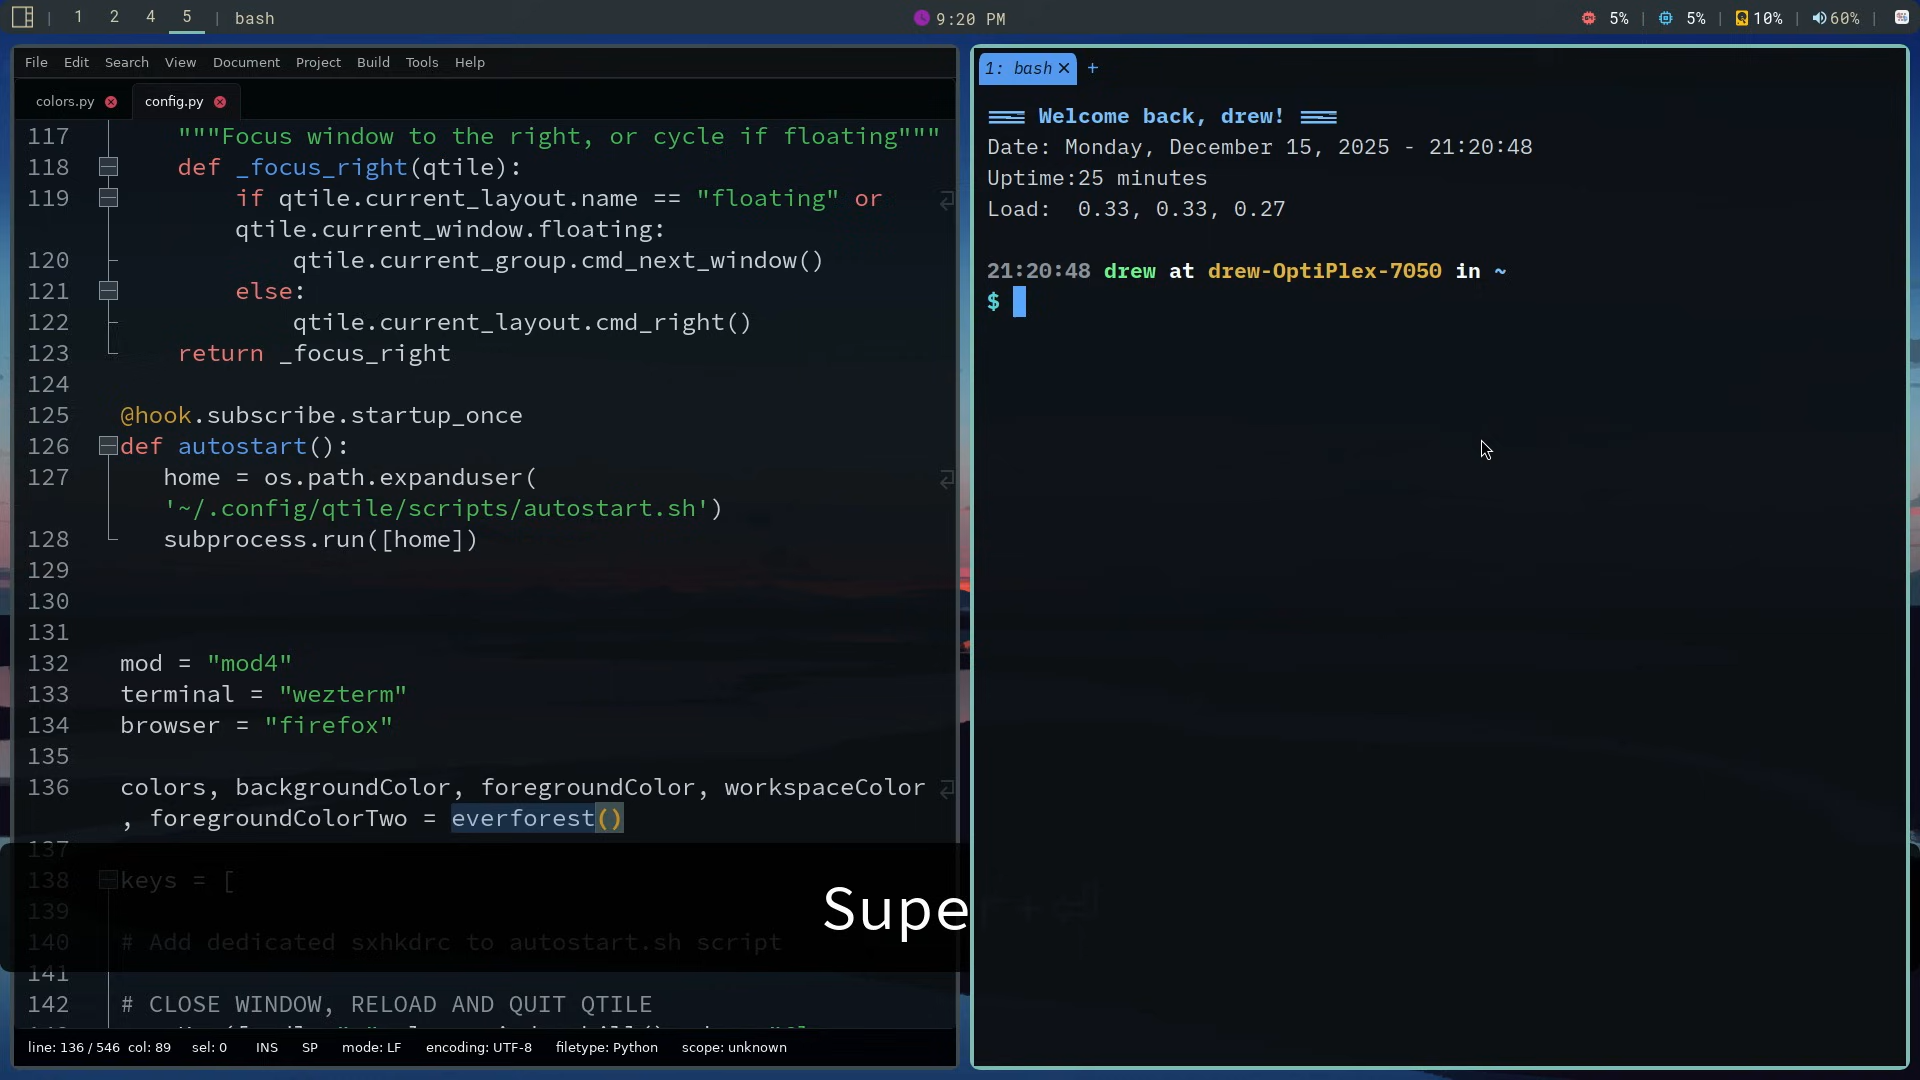 1 2 4 5 | bash
9:20 PM
5% | 5% | 10% | 60% |
File Edit Search View Document Project Build Tools Help
colors.py config.py
117 """Focus window to the right, or cycle if floating"""
118 def _focus_right(qtile):
119 if qtile.current_layout.name == "floating" or
qtile.current_window.floating:
120 qtile.current_group.cmd_next_window()
121 else:
122 qtile.current_layout.cmd_right()
123 return _focus_right
124
125 @hook.subscribe.startup_once
126 def autostart():
127 home = os.path.expanduser(
'~/.config/qtile/scripts/autostart.sh')
128 subprocess.run([home])
129
130
131
132 mod = "mod4"
133 terminal = "wezterm"
134 browser = "firefox"
135
136 colors, backgroundColor, foregroundColor, workspaceColor
, foregroundColorTwo = everforest()
137
138 keys = [
139
140 # Add dedicated sxhkdrc to autostart.sh script
141
142 # CLOSE WINDOW, RELOAD AND QUIT QTILE
line: 136 / 546 col: 89 sel: 0 INS SP mode: LF encoding: UTF-8 filetype: Python scope: unknown
1: bash ✕ +
Welcome back, drew!
Date: Monday, December 15, 2025 - 21:20:48
Uptime:25 minutes
Load: 0.33, 0.33, 0.27
21:20:48 drew at drew-OptiPlex-7050 in ~
$
Super+